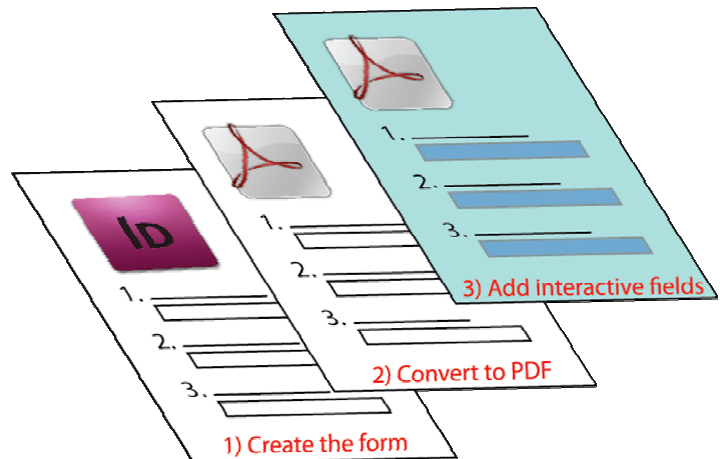 1.
2.
3.
3) Add interactive fields
1.
2.
3.
2) Convert to PDF
ID
1.
2.
3.
1) Create the form